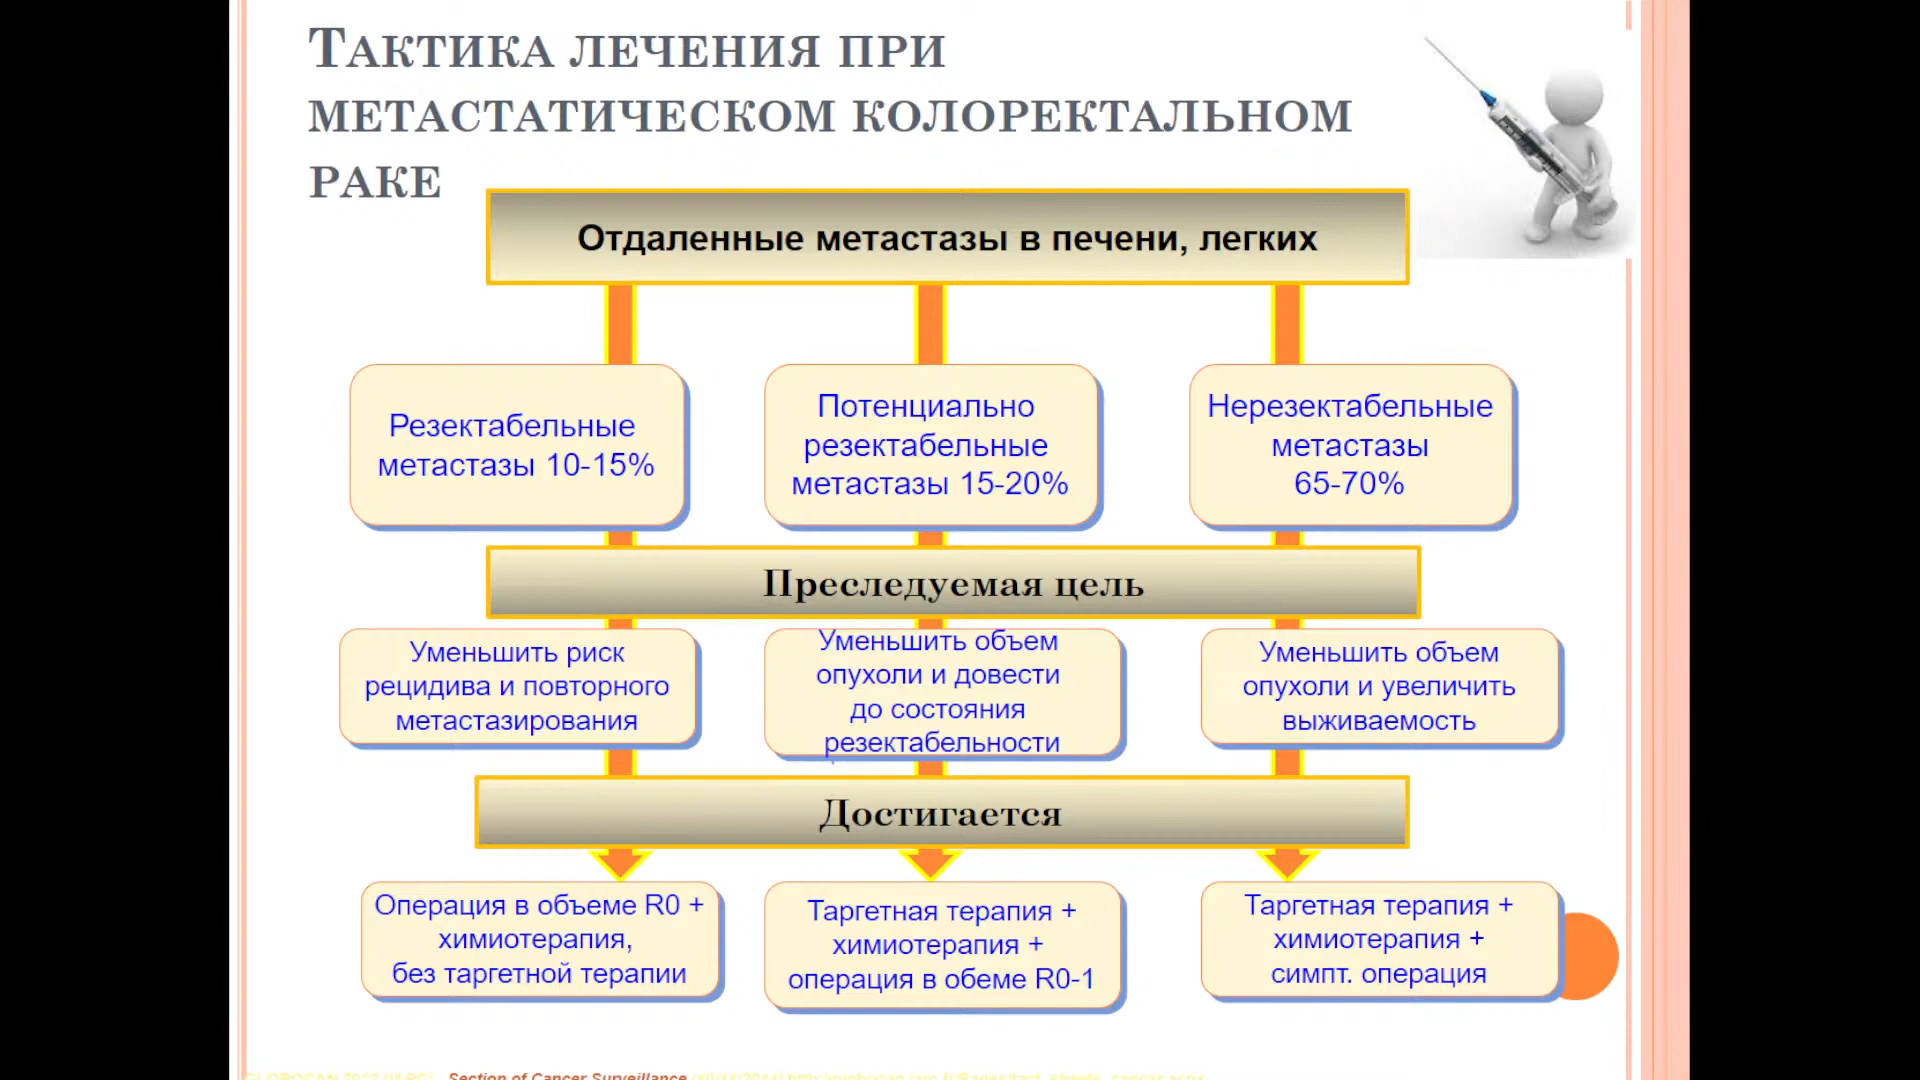 Тактика лечения при
метастатическом колоректальном
раке
Отдаленные метастазы в печени, легких
Резектабельные
метастазы 10-15%
Потенциально
резектабельные
метастазы 15-20%
Нерезектабельные
метастазы
65-70%
Преследуемая цель
Уменьшить риск
рецидива и повторного
метастазирования
Уменьшить объем
опухоли и довести
до состояния
резектабельности
Уменьшить объем
опухоли и увеличить
выживаемость
Достигается
Операция в объеме R0 +
химиотерапия,
без таргетной терапии
Таргетная терапия +
химиотерапия +
операция в обеме R0-1
Таргетная терапия +
химиотерапия +
симпт. операция
Section of Cancer Surveillance